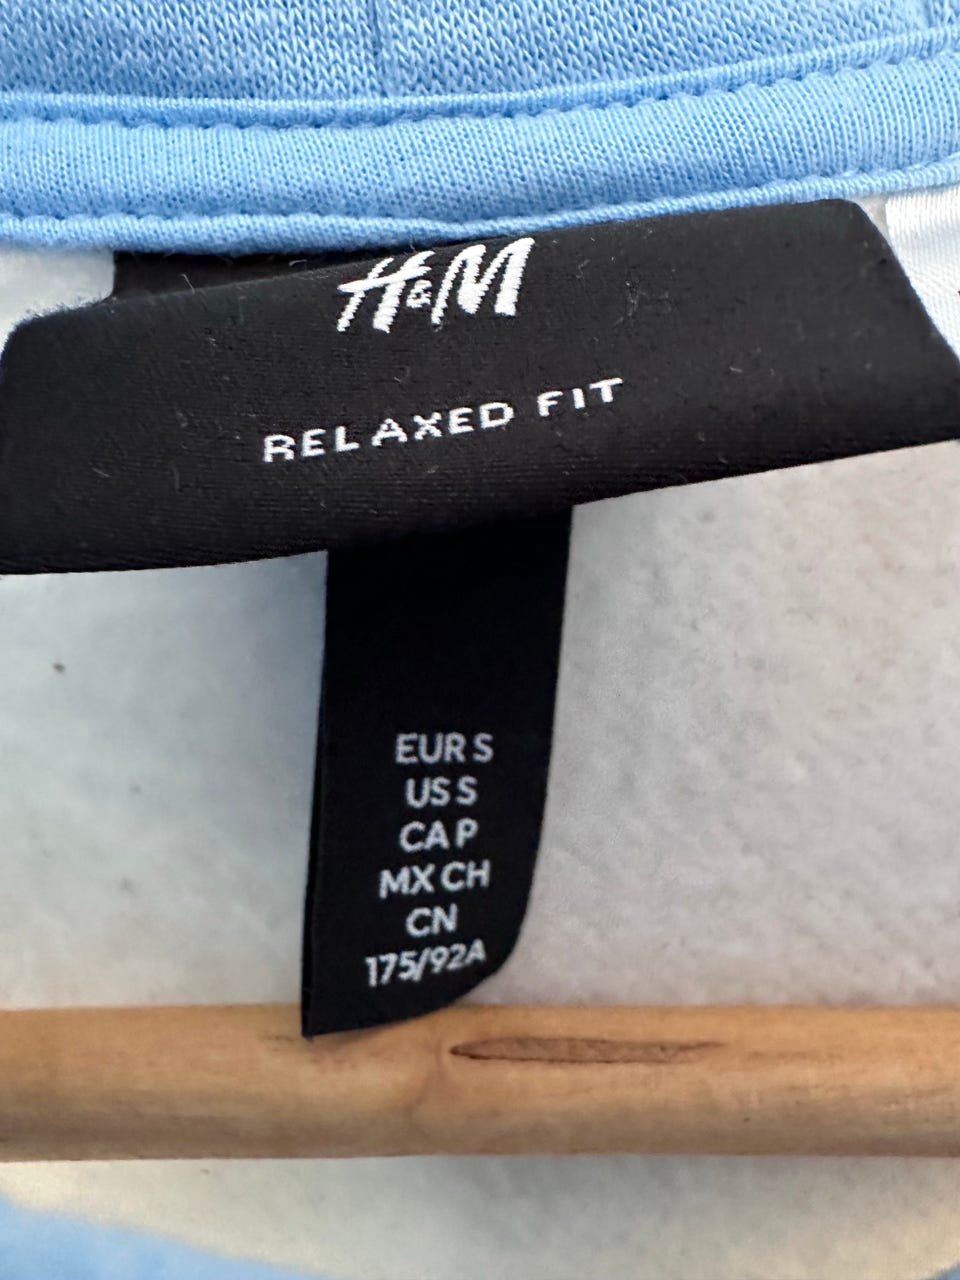 H&M
RELAXED FIT
EUR S
US S
CA P
MX CH
CN
175/92A